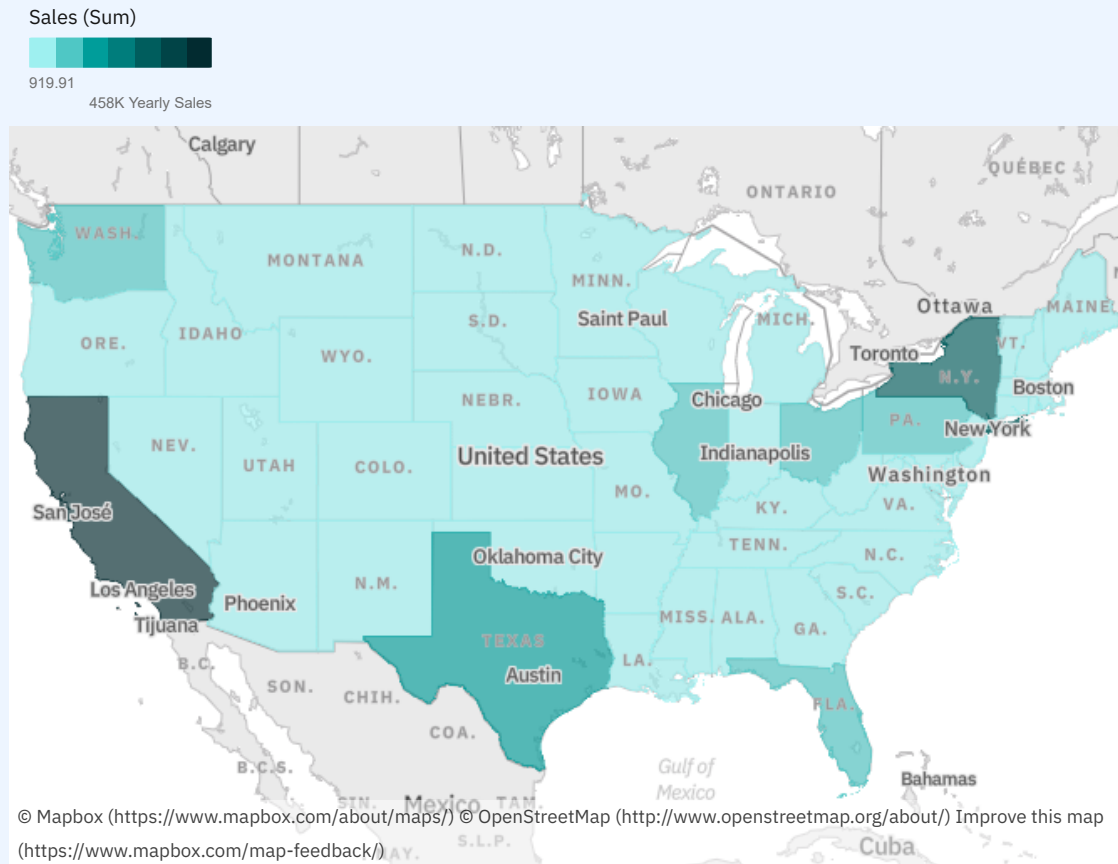 Sales (Sum)
919.91
458K Yearly Sales
Calgary
QUÉBEC
ONTARIO
WASH.
MONTANA
N.D.
MINN.
Ottawa
MAINE
ORE.
IDAHO
S.D.
Saint Paul
MICH.
VT.
WYO.
Toronto
N.Y.
Boston
NEBR.
IOWA
Chicago
PA.
New York
NEV.
UTAH
COLO.
United States
Indianapolis
Washington
MO.
KY.
VA.
San José
Oklahoma City
TENN.
N.C.
Los Angeles
Phoenix
N.M.
S.C.
Tijuana
MISS.
ALA.
GA.
TEXAS
B.C.
LA.
Austin
SON.
CHIH.
FLA.
COA.
B.C.S.
Gulf of
Mexico
Bahamas
SIN.
Mexico
TAM.
© Mapbox (https://www.mapbox.com/about/maps/) © OpenStreetMap (http://www.openstreetmap.org/about/) Improve this map
(https://www.mapbox.com/map-feedback/)
S.L.P.
Cuba